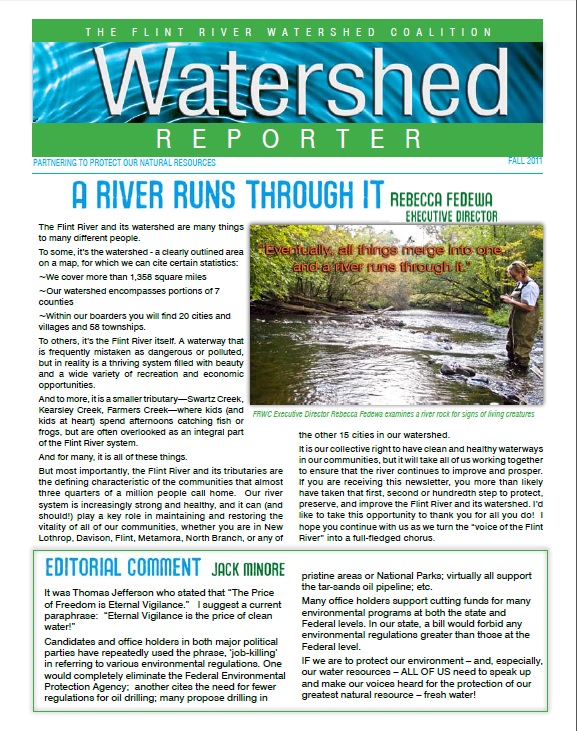 THE FLINT RIVER WATERSHED COALITION
Watershed
REPORTER
PARTNERING TO PROTECT OUR NATURAL RESOURCES
FALL 2011
A RIVER RUNS THROUGH IT
REBECCA FEDEWA
EXECUTIVE DIRECTOR
The Flint River and its watershed are many things
to many different people.
To some, it's the watershed - a clearly outlined area
on a map, for which we can cite certain statistics:
~We cover more than 1,358 square miles
~Our watershed encompasses portions of 7
counties
~Within our boarders you will find 20 cities and
villages and 58 townships.
To others, it's the Flint River itself. A waterway that
is frequently mistaken as dangerous or polluted,
but in reality is a thriving system filled with beauty
and a wide variety of recreation and economic
opportunities.
And to more, it is a smaller tributary—Swartz Creek,
Kearsley Creek, Farmers Creek—where kids (and
kids at heart) spend afternoons catching fish or
frogs, but are often overlooked as an integral part
of the Flint River system.
And for many, it is all of these things.
But most importantly, the Flint River and its tributaries are
the defining characteristic of the communities that almost
three quarters of a million people call home. Our river
system is increasingly strong and healthy, and it can (and
should!) play a key role in maintaining and restoring the
vitality of all of our communities, whether you are in New
Lothrop, Davison, Flint, Metamora, North Branch, or any of
"Eventually, all things merge into one,
and a river runs through it."
FRWC Executive Director Rebecca Fedewa examines a river rock for signs of living creatures
the other 15 cities in our watershed.
It is our collective right to have clean and healthy waterways
in our communities, but it will take all of us working together
to ensure that the river continues to improve and prosper.
If you are receiving this newsletter, you more than likely
have taken that first, second or hundredth step to protect,
preserve, and improve the Flint River and its watershed. I'd
like to take this opportunity to thank you for all you do! I
hope you continue with us as we turn the "voice of the Flint
River" into a full-fledged chorus.
EDITORIAL COMMENT JACK MINORE
It was Thomas Jefferson who stated that "The Price
of Freedom is Eternal Vigilance." I suggest a current
paraphrase: "Eternal Vigilance is the price of clean
water!"
Candidates and office holders in both major political
parties have repeatedly used the phrase, 'job-killing'
in referring to various environmental regulations. One
would completely eliminate the Federal Environmental
Protection Agency; another cites the need for fewer
regulations for oil drilling; many propose drilling in
pristine areas or National Parks; virtually all support
the tar-sands oil pipeline; etc.
Many office holders support cutting funds for many
environmental programs at both the state and
Federal levels. In our state, a bill would forbid any
environmental regulations greater than those at the
Federal level.
IF we are to protect our environment – and, especially,
our water resources – ALL OF US need to speak up
and make our voices heard for the protection of our
greatest natural resource – fresh water!